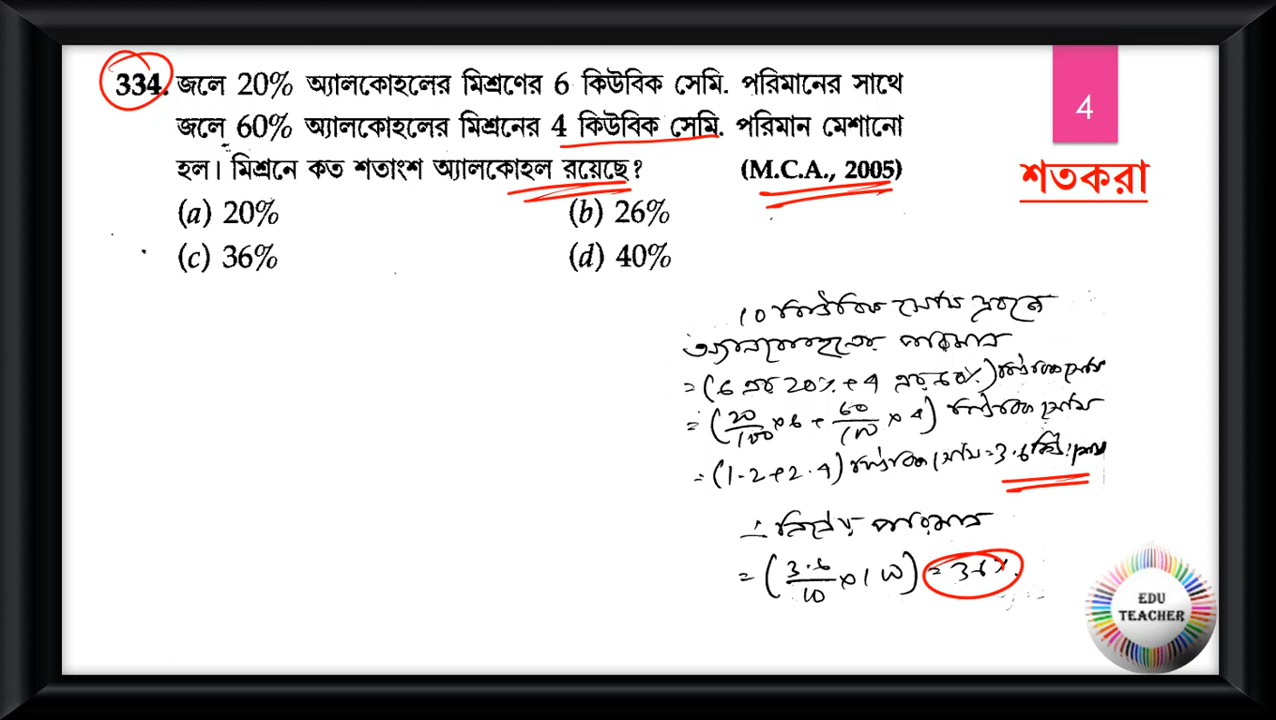 334. জলে 20% অ্যালকোহলের মিশ্রণের 6 কিউবিক সেমি. পরিমানের সাথে
জলে 60% অ্যালকোহলের মিশ্রনের 4 কিউবিক সেমি. পরিমান মেশানো
হল। মিশ্রনে কত শতাংশ অ্যালকোহল রয়েছে? (M.C.A., 2005)
(a) 20% (b) 26%
(c) 36% (d) 40%
4
শতকরা
10 কিউবিক সেমি দ্রবনে
অ্যালকোহলের পরিমান
= (6 এর 20% + 4 এর 60%) কিউবিক সেমি
= (20/100 × 6 + 60/100 × 4) কিউবিক সেমি
= (1.2 + 2.4) কিউবিক সেমি = 3.6 কিউ. সেমি
∴ নির্ণেয় পরিমান
= (3.6/10 × 100) = 36%.
EDU
TEACHER